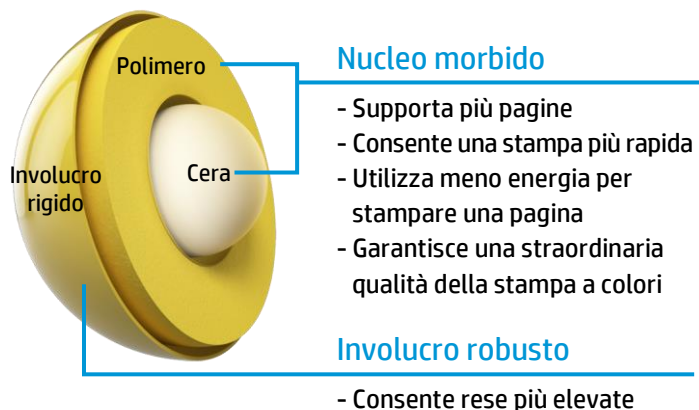 Polimero
Cera
Involucro
rigido
Nucleo morbido
- Supporta più pagine
- Consente una stampa più rapida
- Utilizza meno energia per
stampare una pagina
- Garantisce una straordinaria
qualità della stampa a colori
Involucro robusto
- Consente rese più elevate